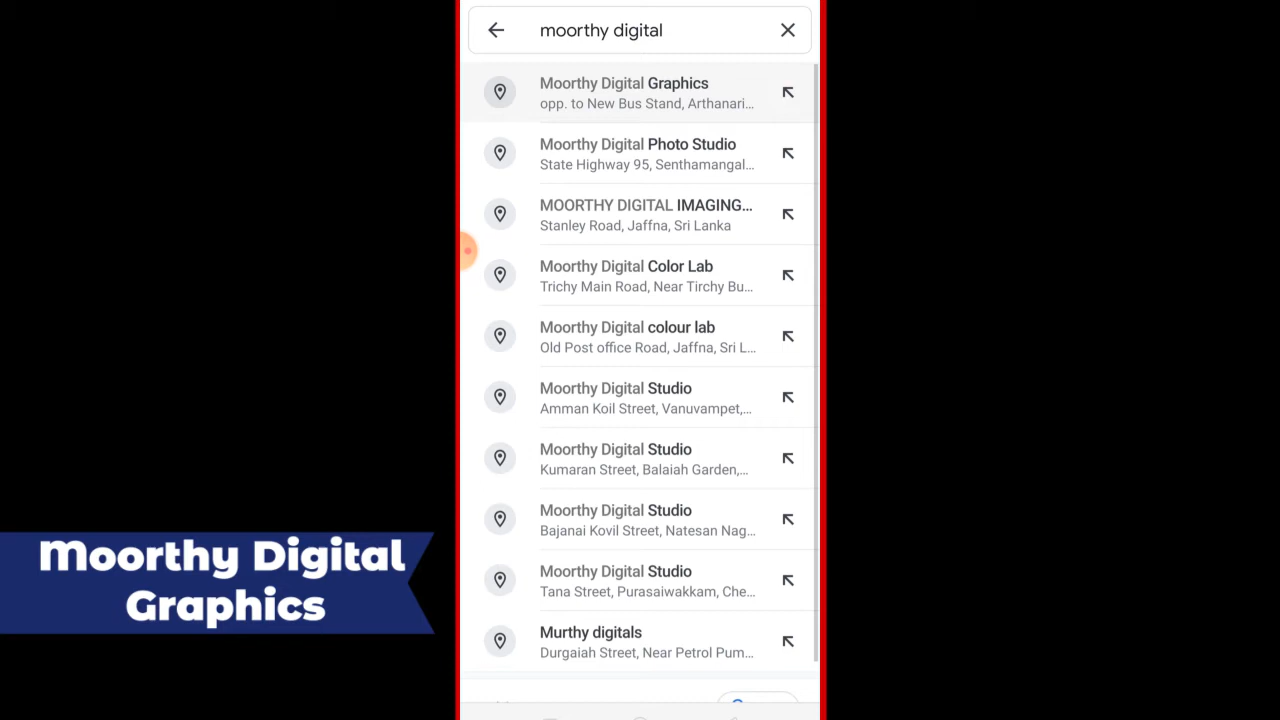 moorthy digital
Moorthy Digital Graphics
opp. to New Bus Stand, Arthanari...
Moorthy Digital Photo Studio
State Highway 95, Senthamangal...
MOORTHY DIGITAL IMAGING...
Stanley Road, Jaffna, Sri Lanka
Moorthy Digital Color Lab
Trichy Main Road, Near Tirchy Bu...
Moorthy Digital colour lab
Old Post office Road, Jaffna, Sri L...
Moorthy Digital Studio
Amman Koil Street, Vanuvampet,...
Moorthy Digital Studio
Kumaran Street, Balaiah Garden,...
Moorthy Digital Studio
Bajanai Kovil Street, Natesan Nag...
Moorthy Digital Studio
Tana Street, Purasaiwakkam, Che...
Murthy digitals
Durgaiah Street, Near Petrol Pum...
Moorthy Digital
Graphics